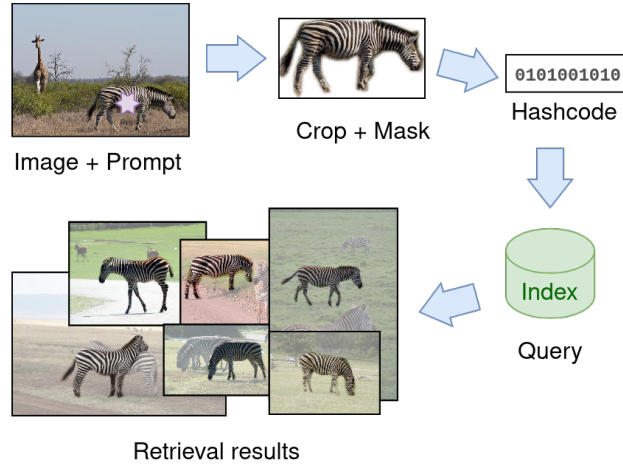 Image + Prompt
Crop + Mask
0101001010
Hashcode
Index
Query
Retrieval results